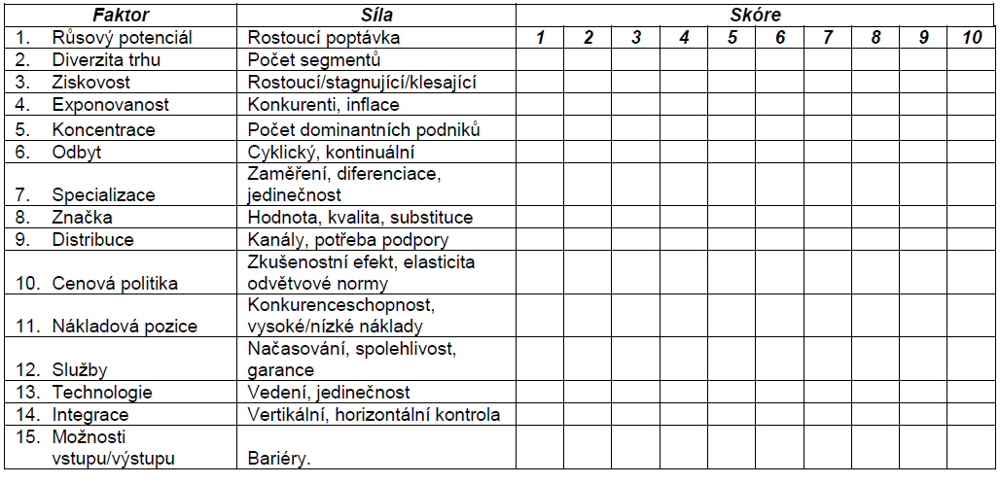 Faktor Síla Skóre
1. Růsový potenciál Rostoucí poptávka 1 2 3 4 5 6 7 8 9 10
2. Diverzita trhu Počet segmentů
3. Ziskovost Rostoucí/stagnující/klesající
4. Exponovanost Konkurenti, inflace
5. Koncentrace Počet dominantních podniků
6. Odbyt Cyklický, kontinuální
Zaměření, diferenciace,
7. Specializace jedinečnost
8. Značka Hodnota, kvalita, substituce
9. Distribuce Kanály, potřeba podpory
Zkušenostní efekt, elasticita
10. Cenová politika odvětvové normy
Konkurenceschopnost,
11. Nákladová pozice vysoké/nízké náklady
Načasování, spolehlivost,
12. Služby garance
13. Technologie Vedení, jedinečnost
14. Integrace Vertikální, horizontální kontrola
15. Možnosti
vstupu/výstupu Bariéry.